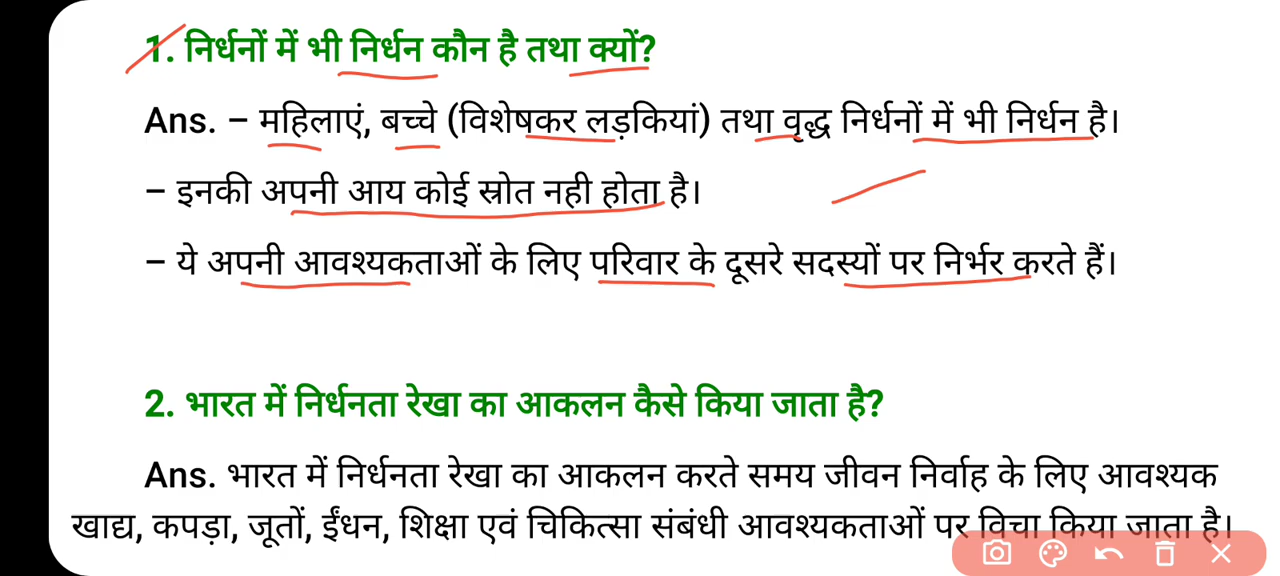 1. निर्धनों में भी निर्धन कौन है तथा क्यों?
Ans. – महिलाएं, बच्चे (विशेषकर लड़कियां) तथा वृद्ध निर्धनों में भी निर्धन है।
– इनकी अपनी आय कोई स्रोत नही होता है।
– ये अपनी आवश्यकताओं के लिए परिवार के दूसरे सदस्यों पर निर्भर करते हैं।
2. भारत में निर्धनता रेखा का आकलन कैसे किया जाता है?
Ans. भारत में निर्धनता रेखा का आकलन करते समय जीवन निर्वाह के लिए आवश्यक
खाद्य, कपड़ा, जूतों, ईंधन, शिक्षा एवं चिकित्सा संबंधी आवश्यकताओं पर विचा किया जाता है।